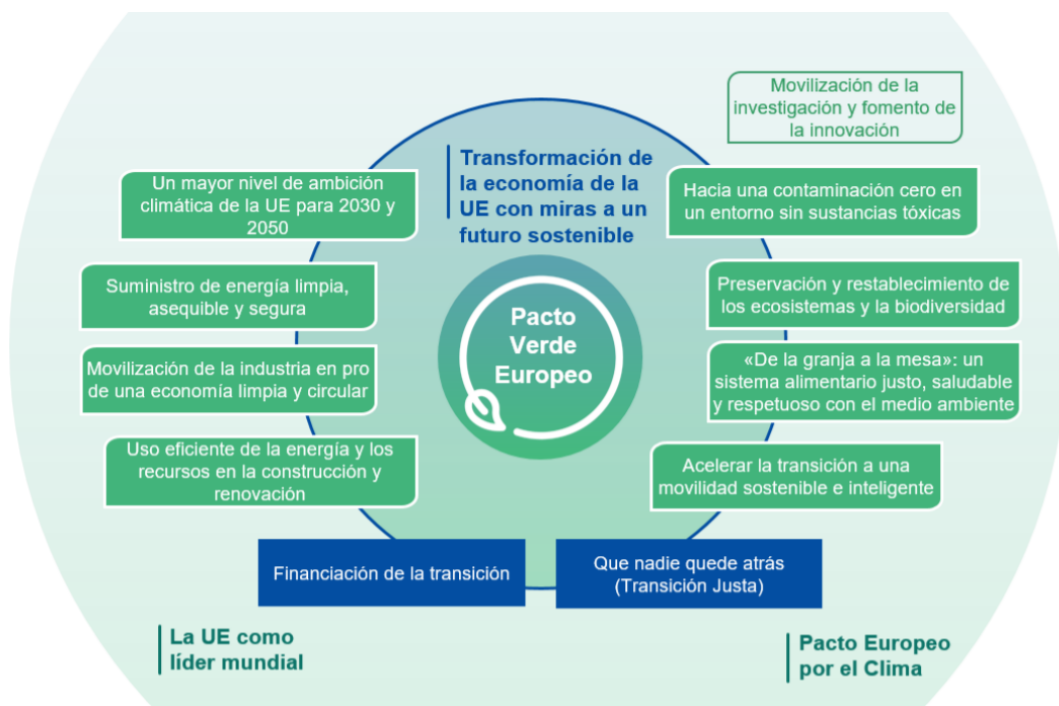 Movilización de la
investigación y fomento de
la innovación
Transformación de
la economía de la
UE con miras a un
futuro sostenible
Un mayor nivel de ambición
climática de la UE para 2030 y
2050
Suministro de energía limpia,
asequible y segura
Movilización de la industria en pro
de una economía limpia y circular
Uso eficiente de la energía y los
recursos en la construcción y
renovación
Pacto
Verde
Europeo
Hacia una contaminación cero en
un entorno sin sustancias tóxicas
Preservación y restablecimiento de
los ecosistemas y la biodiversidad
«De la granja a la mesa»: un
sistema alimentario justo, saludable
y respetuoso con el medio ambiente
Acelerar la transición a una
movilidad sostenible e inteligente
Financiación de la transición
Que nadie quede atrás
(Transición Justa)
La UE como
líder mundial
Pacto Europeo
por el Clima